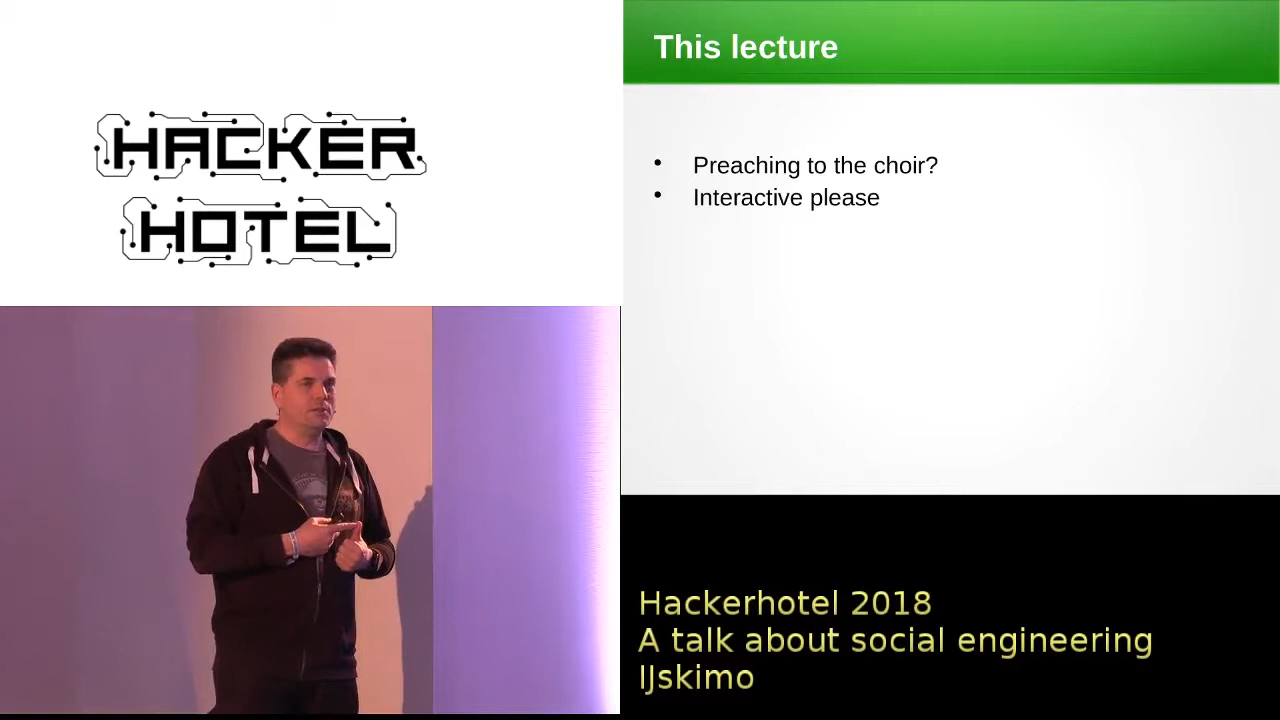 HACKER
HOTEL
This lecture
• Preaching to the choir?
• Interactive please
Hackerhotel 2018
A talk about social engineering
IJskimo